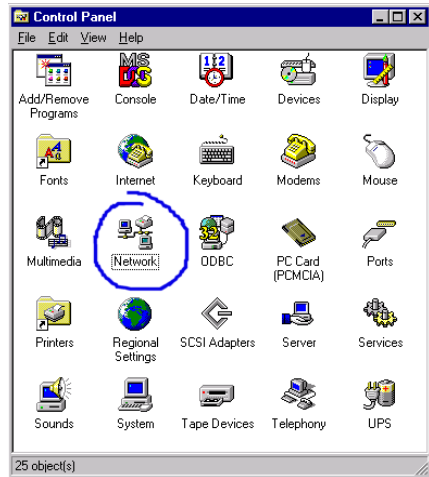 Control Panel
File Edit View Help
Add/Remove Programs
Console
Date/Time
Devices
Display
Fonts
Internet
Keyboard
Modems
Mouse
Multimedia
Network
ODBC
PC Card (PCMCIA)
Ports
Printers
Regional Settings
SCSI Adapters
Server
Services
Sounds
System
Tape Devices
Telephony
UPS
25 object(s)